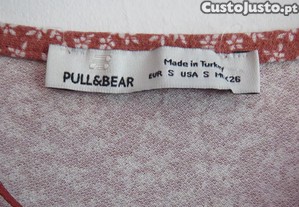 CustoJusto.pt
Made in Turkey
PULL&BEAR
EUR S USA S MEX 26